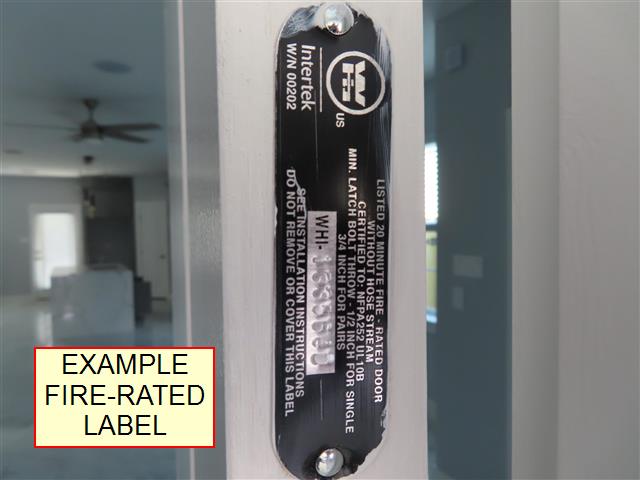 WH
US
Intertek
W/N 00202
LISTED 20 MINUTE FIRE - RATED DOOR
WITHOUT HOSE STREAM
CERTIFIED TO: NFPA252 UL10B
MIN. LATCH BOLT THROW - 1/2 INCH FOR SINGLE
3/4 INCH FOR PAIRS
WHI-
SEE INSTALLATION INSTRUCTIONS
DO NOT REMOVE OR COVER THIS LABEL
EXAMPLE
FIRE-RATED
LABEL